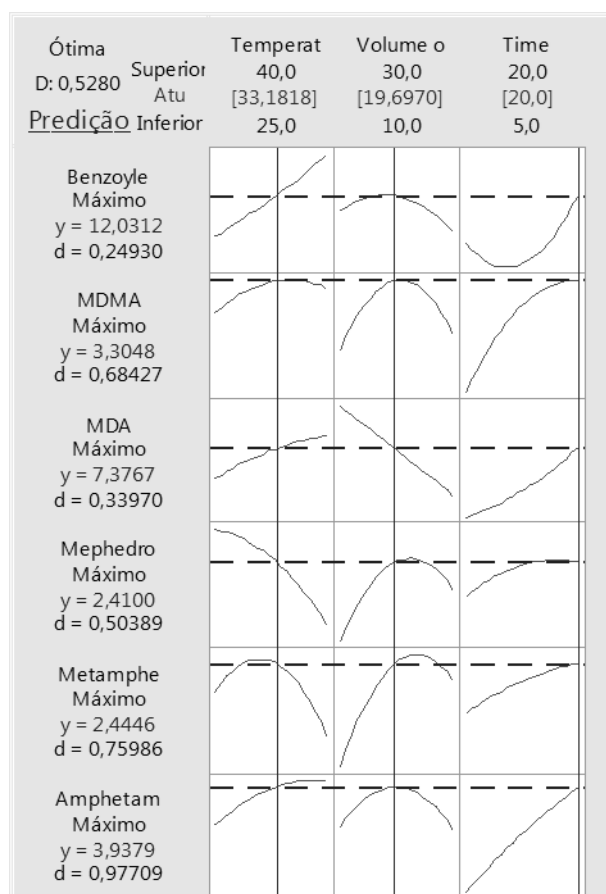 Ótima
D: 0,5280
Predição
Superior
Atu
Inferior
Temperat
40,0
[33,1818]
25,0
Volume o
30,0
[19,6970]
10,0
Time
20,0
[20,0]
5,0
Benzoyle
Máximo
y = 12,0312
d = 0,24930
MDMA
Máximo
y = 3,3048
d = 0,68427
MDA
Máximo
y = 7,3767
d = 0,33970
Mephedro
Máximo
y = 2,4100
d = 0,50389
Metamphe
Máximo
y = 2,4446
d = 0,75986
Amphetam
Máximo
y = 3,9379
d = 0,97709